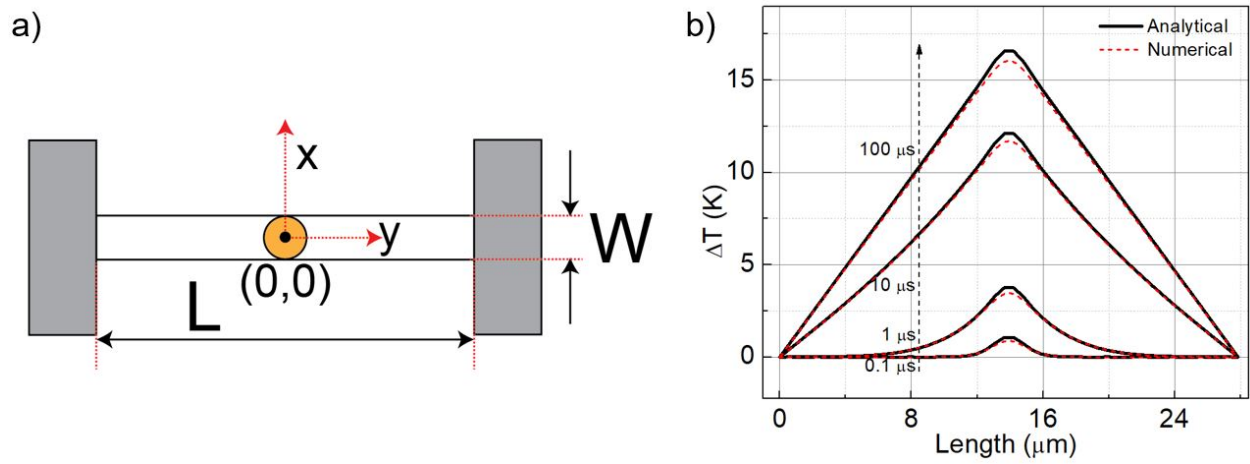 a)
x
y
(0,0)
W
L
b)
Analytical
Numerical
15
10
5
0
ΔT (K)
100 μs
10 μs
1 μs
0.1 μs
0
8
16
24
Length (μm)